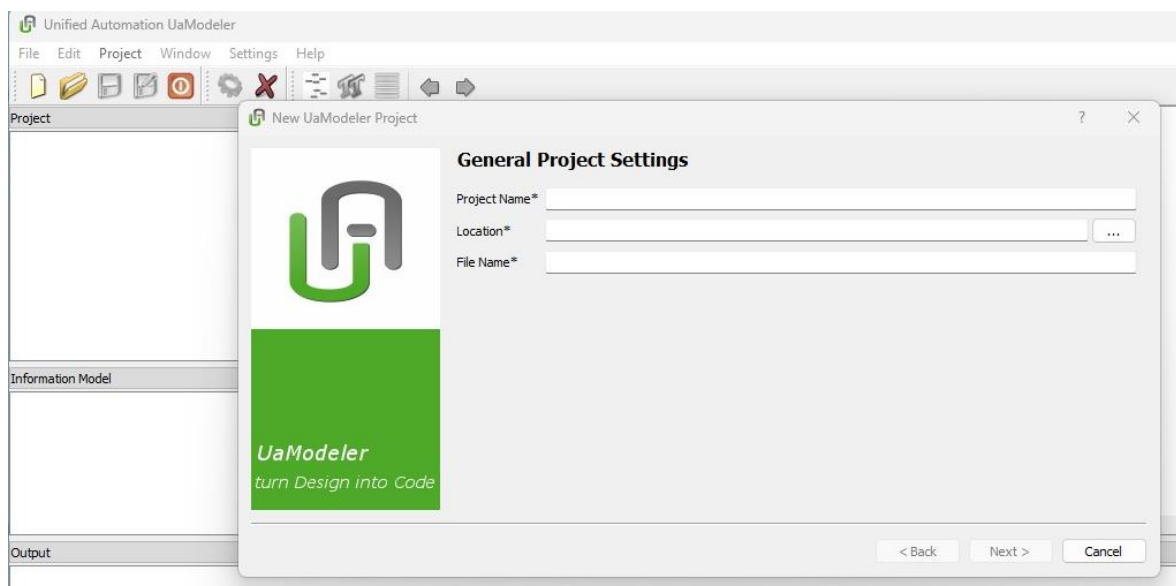 Unified Automation UaModeler
File Edit Project Window Settings Help
Project
New UaModeler Project ?
General Project Settings
Project Name*
Location* ...
File Name*
Information Model
UaModeler
turn Design into Code
Output
< Back Next > Cancel